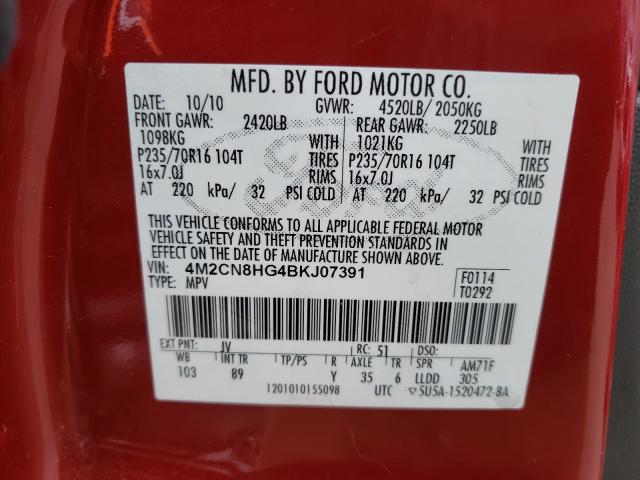 MFD. BY FORD MOTOR CO.
DATE: 10/10 GVWR: 4520LB/ 2050KG
FRONT GAWR: 2420LB REAR GAWR: 2250LB
1098KG WITH 1021KG WITH
P235/70R16 104T TIRES P235/70R16 104T TIRES
16x7.0J RIMS 16x7.0J RIMS
AT 220 kPa/ 32 PSI COLD AT 220 kPa/ 32 PSI COLD
THIS VEHICLE CONFORMS TO ALL APPLICABLE FEDERAL MOTOR
VEHICLE SAFETY AND THEFT PREVENTION STANDARDS IN
EFFECT ON THE DATE OF MANUFACTURE SHOWN ABOVE.
VIN: 4M2CN8HG4BKJ07391 F0114
TYPE: MPV T0292
EXT PNT: JV RC: 51 DSO:
WB INT TR TP/PS R AXLE TR SPR AM71F
103 89 Y 35 6 LLDD 305
1201010155098 UTC ▽5U5A-1520472-BA
Ford